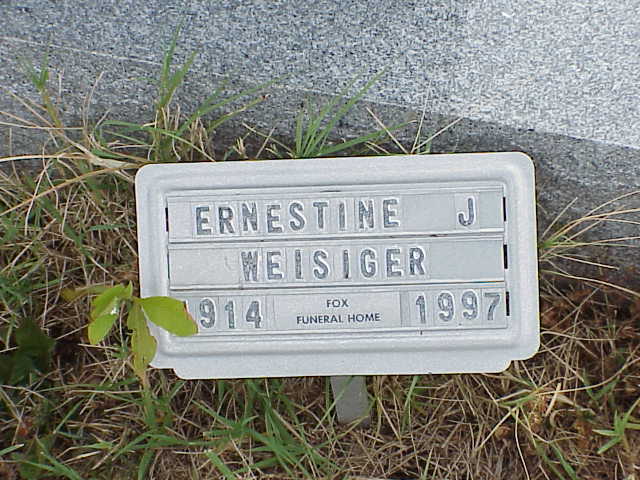 ERNESTINE J
WEISIGER
1914 FOX FUNERAL HOME 1997